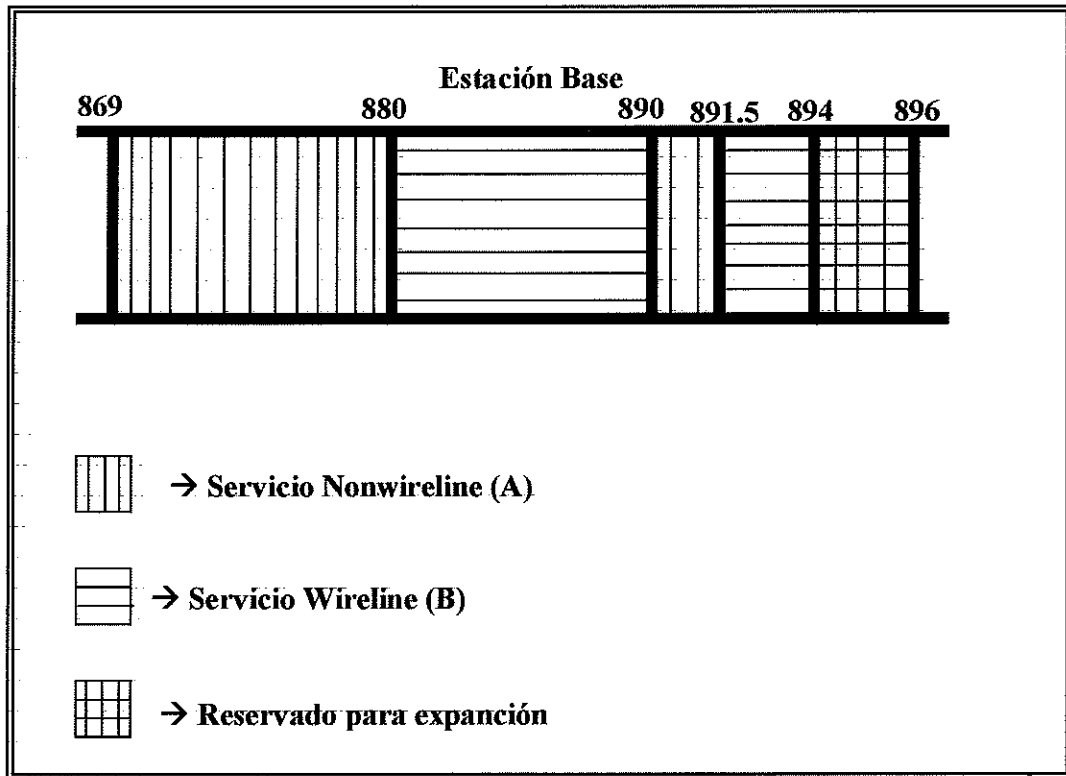 Estación Base
869 880 890 891.5 894 896
→ Servicio Nonwireline (A)
→ Servicio Wireline (B)
→ Reservado para expanción